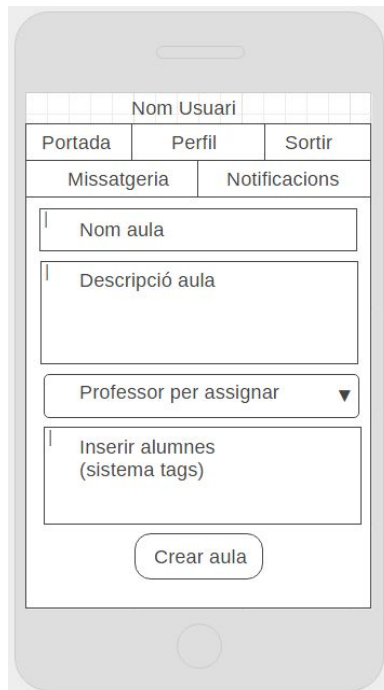 Nom Usuari
Portada Perfil Sortir
Missatgeria Notificacions
Nom aula
Descripció aula
Professor per assignar ▼
Inserir alumnes
(sistema tags)
Crear aula